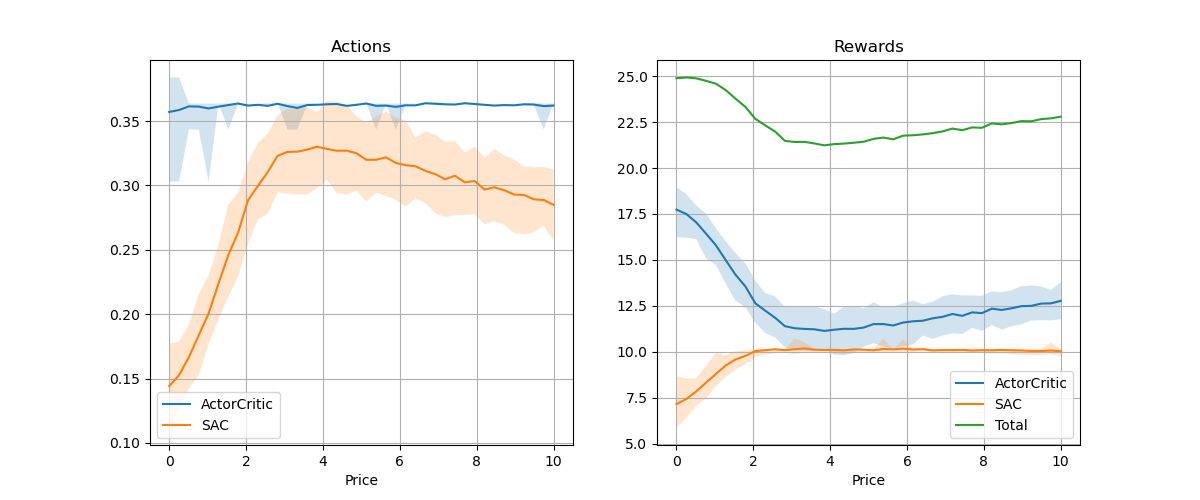 Actions
0.35
0.30
0.25
0.20
0.15
0.10
0 2 4 6 8 10
Price
ActorCritic
SAC
Rewards
25.0
22.5
20.0
17.5
15.0
12.5
10.0
7.5
5.0
0 2 4 6 8 10
Price
ActorCritic
SAC
Total